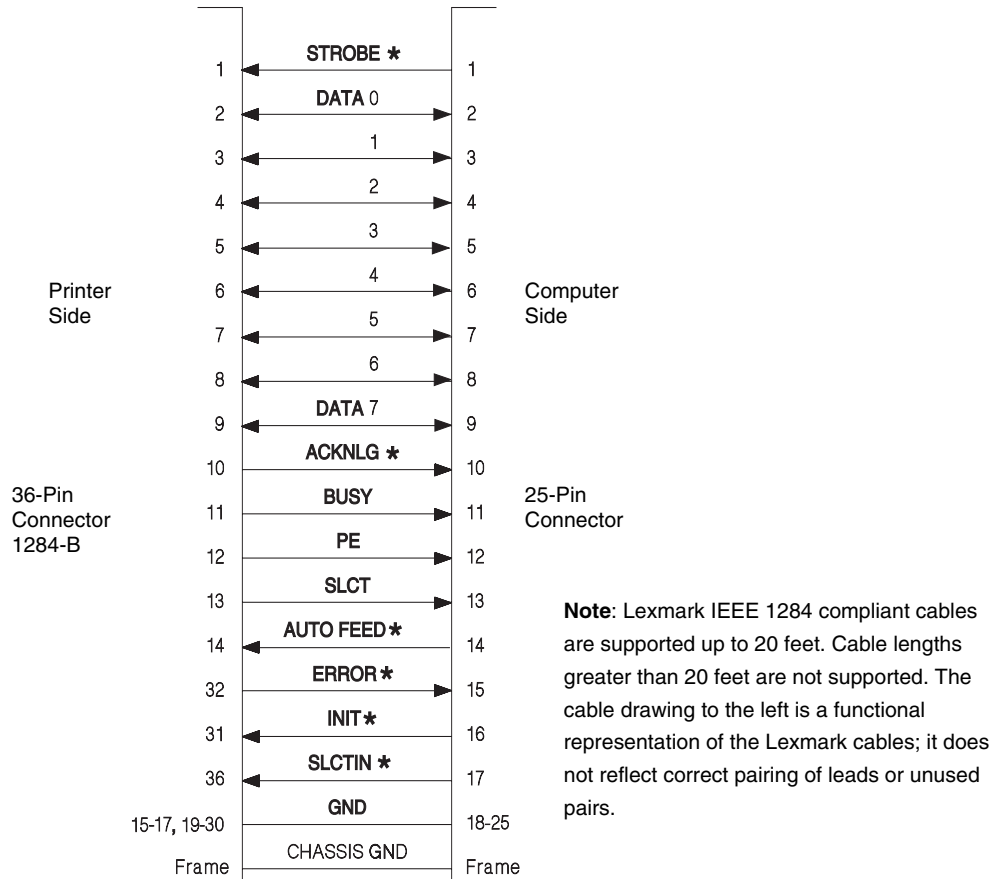 STROBE *
1 1
DATA 0
2 2
1
3 3
2
4 4
3
5 5
4
Printer
Side
6 6
Computer
Side
5
7 7
6
8 8
DATA 7
9 9
ACKNLG *
10 10
36-Pin
Connector
1284-B
BUSY
11 11
25-Pin
Connector
PE
12 12
SLCT
13 13
AUTO FEED *
14 14
ERROR *
32 15
INIT *
31 16
SLCTIN *
36 17
GND
15-17, 19-30 18-25
CHASSIS GND
Frame Frame
Note: Lexmark IEEE 1284 compliant cables
are supported up to 20 feet. Cable lengths
greater than 20 feet are not supported. The
cable drawing to the left is a functional
representation of the Lexmark cables; it does
not reflect correct pairing of leads or unused
pairs.